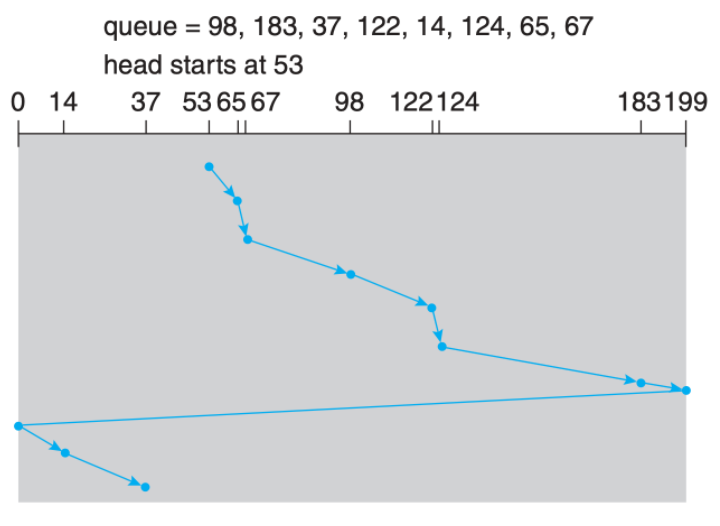 queue = 98, 183, 37, 122, 14, 124, 65, 67
head starts at 53
0 14 37 53 65 67 98 122 124 183 199